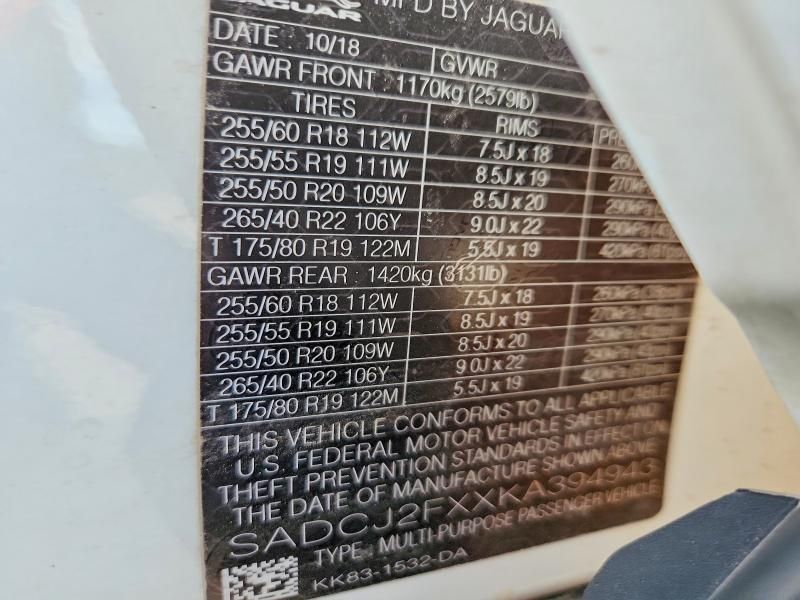 JAGUAR MFD BY JAGUAR
DATE : 10/18 GVWR
GAWR FRONT : 1170kg (2579lb)
TIRES RIMS
255/60 R18 112W 7.5J x 18
255/55 R19 111W 8.5J x 19 270kPa
255/50 R20 109W 8.5J x 20
265/40 R22 106Y 9.0J x 22 290kPa
T 175/80 R19 122M 5.5J x 19 420kPa
GAWR REAR : 1420kg (3131lb)
255/60 R18 112W 7.5J x 18
255/55 R19 111W 8.5J x 19 270kPa
255/50 R20 109W 8.5J x 20
265/40 R22 106Y 9.0J x 22
T 175/80 R19 122M 5.5J x 19
THIS VEHICLE CONFORMS TO ALL APPLICABLE
U.S. FEDERAL MOTOR VEHICLE SAFETY AND
THEFT PREVENTION STANDARDS IN EFFECT ON
THE DATE OF MANUFACTURE SHOWN ABOVE
SADCJ2FXXKA394943
TYPE : MULTI-PURPOSE PASSENGER VEHICLE
KK83-1532-DA